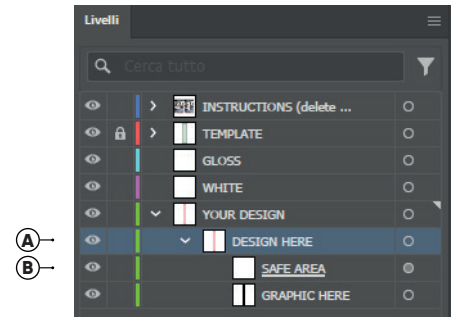 Livelli
Cerca tutto
INSTRUCTIONS (delete ...
TEMPLATE
GLOSS
WHITE
YOUR DESIGN
A DESIGN HERE
B SAFE AREA
GRAPHIC HERE